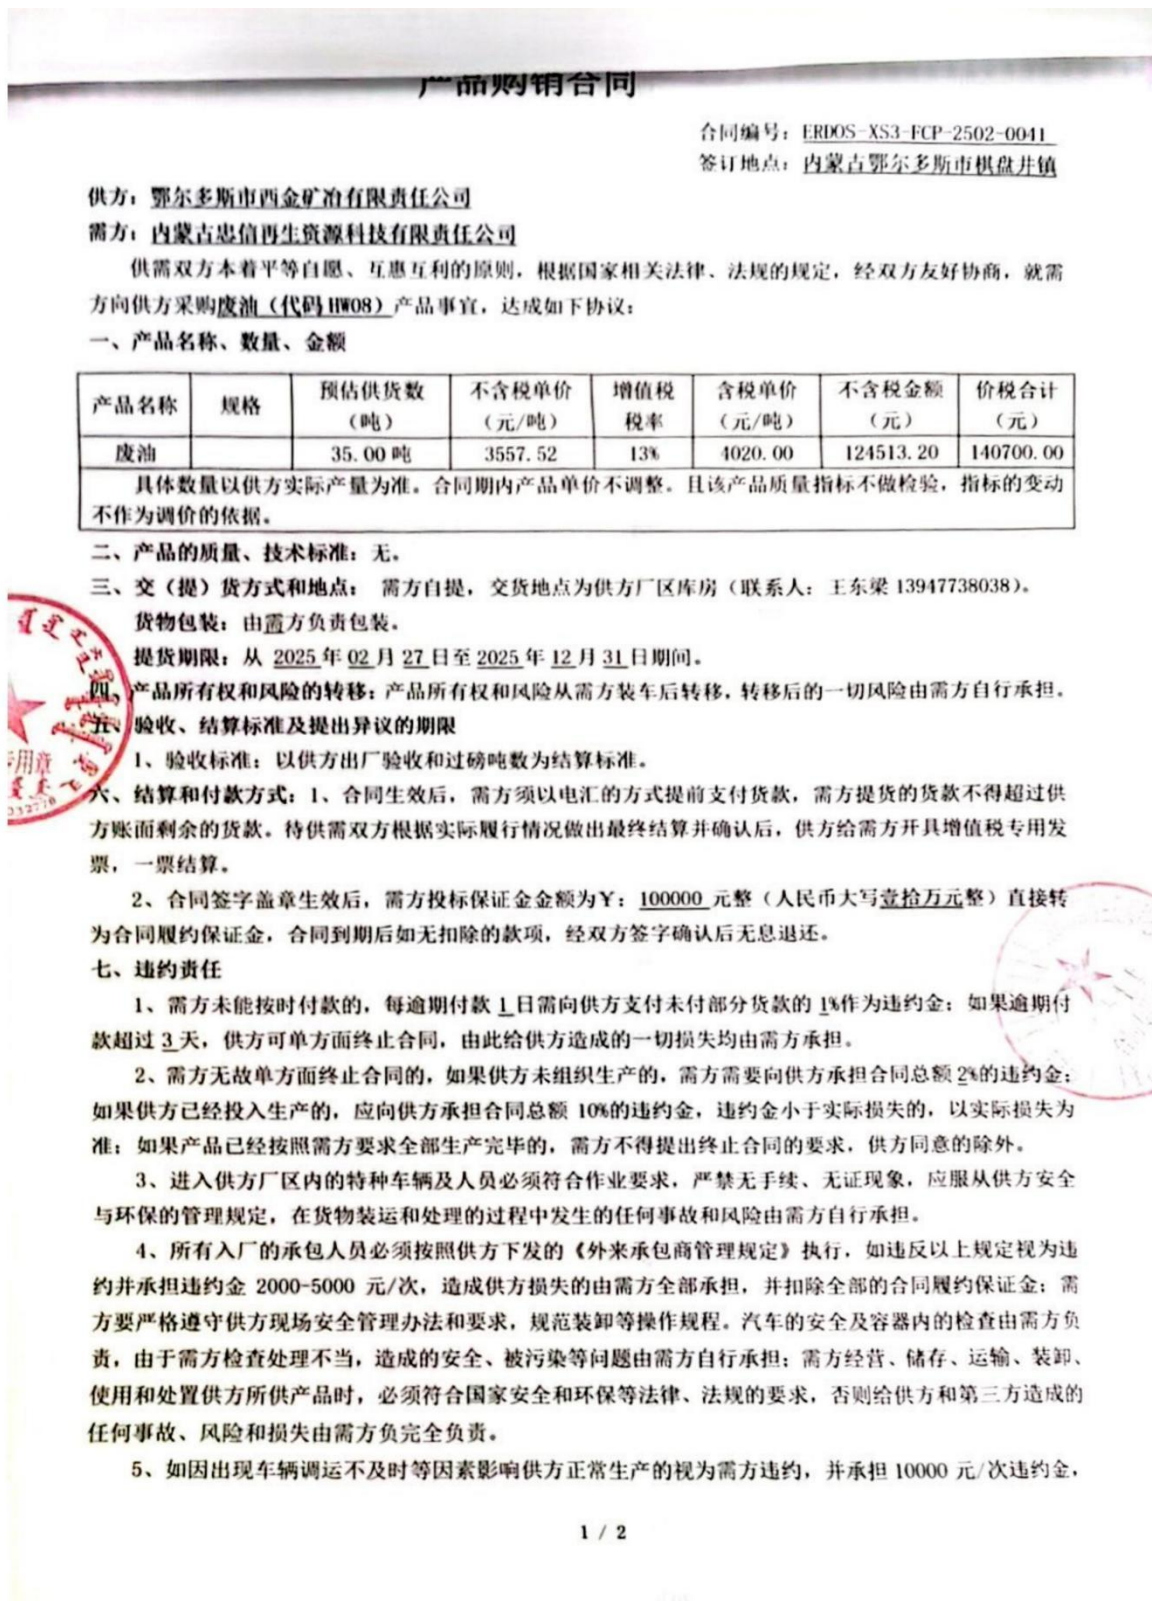 产品购销合同
合同编号：ERDOS-XS3-FCP-2502-0041
签订地点：内蒙古鄂尔多斯市棋盘井镇
供方：鄂尔多斯市西金矿冶有限责任公司
需方：内蒙古忠信再生资源科技有限责任公司
供需双方本着平等自愿、互惠互利的原则，根据国家相关法律、法规的规定，经双方友好协商，就需
方向供方采购废油（代码HW08）产品事宜，达成如下协议：
一、产品名称、数量、金额
产品名称 规格 预估供货数（吨） 不含税单价（元/吨） 增值税税率 含税单价（元/吨） 不含税金额（元） 价税合计（元）
废油 35.00吨 3557.52 13% 4020.00 124513.20 140700.00
具体数量以供方实际产量为准。合同期内产品单价不调整。且该产品质量指标不做检验，指标的变动
不作为调价的依据。
二、产品的质量、技术标准：无。
三、交（提）货方式和地点： 需方自提，交货地点为供方厂区库房（联系人：王东梁13947738038）。
货物包装：由需方负责包装。
提货期限：从 2025 年 02 月 27 日至 2025 年 12 月 31 日期间。
四、产品所有权和风险的转移：产品所有权和风险从需方装车后转移，转移后的一切风险由需方自行承担。
五、验收、结算标准及提出异议的期限
1、验收标准：以供方出厂验收和过磅吨数为结算标准。
专用章
六、结算和付款方式：1、合同生效后，需方须以电汇的方式提前支付货款，需方提货的货款不得超过供
方账面剩余的货款。待供需双方根据实际履行情况做出最终结算并确认后，供方给需方开具增值税专用发
票，一票结算。
2、合同签字盖章生效后，需方投标保证金金额为¥：100000 元整（人民币大写壹拾万元整）直接转
为合同履约保证金，合同到期后如无扣除的款项，经双方签字确认后无息退还。
七、违约责任
1、需方未能按时付款的，每逾期付款 1 日需向供方支付未付部分货款的 1%作为违约金；如果逾期付
款超过 3 天，供方可单方面终止合同，由此给供方造成的一切损失均由需方承担。
2、需方无故单方面终止合同的，如果供方未组织生产的，需方需要向供方承担合同总额 2%的违约金；
如果供方已经投入生产的，应向供方承担合同总额 10%的违约金，违约金小于实际损失的，以实际损失为
准；如果产品已经按照需方要求全部生产完毕的，需方不得提出终止合同的要求，供方同意的除外。
3、进入供方厂区内的特种车辆及人员必须符合作业要求，严禁无手续、无证现象，应服从供方安全
与环保的管理规定，在货物装运和处理的过程中发生的任何事故和风险由需方自行承担。
4、所有入厂的承包人员必须按照供方下发的《外来承包商管理规定》执行，如违反以上规定视为违
约并承担违约金 2000-5000 元/次，造成供方损失的由需方全部承担，并扣除全部的合同履约保证金；需
方要严格遵守供方现场安全管理办法和要求，规范装卸等操作规程。汽车的安全及容器内的检查由需方负
责，由于需方检查处理不当，造成的安全、被污染等问题由需方自行承担；需方经营、储存、运输、装卸、
使用和处置供方所供产品时，必须符合国家安全和环保等法律、法规的要求，否则给供方和第三方造成的
任何事故、风险和损失由需方负完全负责。
5、如因出现车辆调运不及时等因素影响供方正常生产的视为需方违约，并承担 10000 元/次违约金，
1 / 2